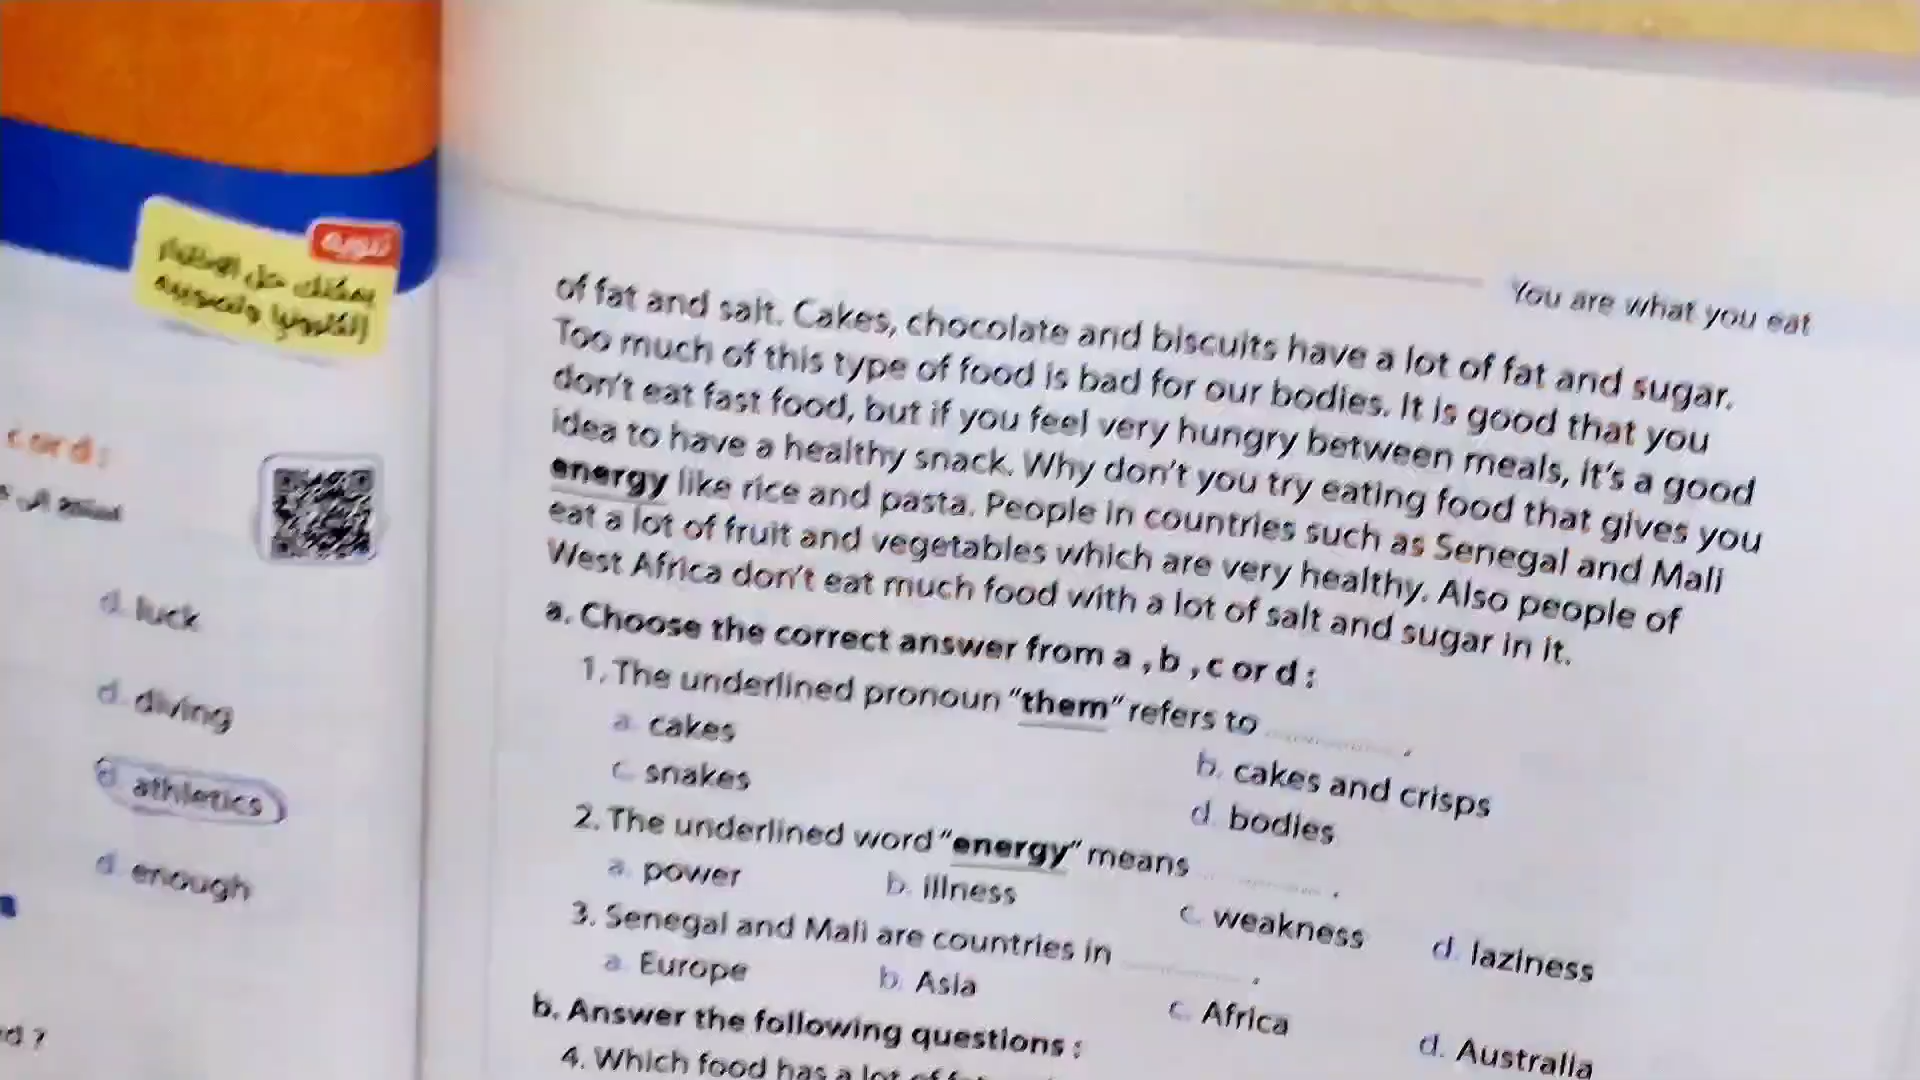 تنويه
يمكنك حل الاختبار
إلكترونيا وتصويبه
c or d :
d. luck
d. diving
d. athletics
d. enough
d ?
You are what you eat
of fat and salt. Cakes, chocolate and biscuits have a lot of fat and sugar.
Too much of this type of food is bad for our bodies. It is good that you
don't eat fast food, but if you feel very hungry between meals, it's a good
idea to have a healthy snack. Why don't you try eating food that gives you
energy like rice and pasta. People in countries such as Senegal and Mali
eat a lot of fruit and vegetables which are very healthy. Also people of
West Africa don't eat much food with a lot of salt and sugar in it.
a. Choose the correct answer from a , b , c or d :
1. The underlined pronoun "them" refers to ............ .
a. cakes
b. cakes and crisps
c. snakes
d. bodies
2. The underlined word "energy" means ............ .
a. power b. illness c. weakness d. laziness
3. Senegal and Mali are countries in ............ .
a. Europe b. Asia c. Africa d. Australia
b. Answer the following questions :
4. Which food has a lot of